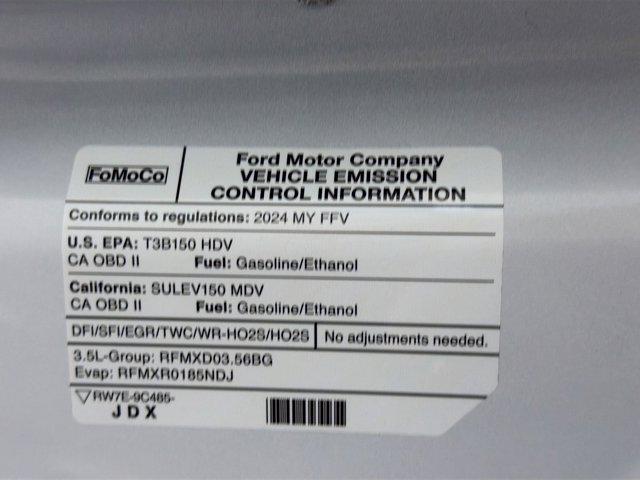 FoMoCo
Ford Motor Company
VEHICLE EMISSION
CONTROL INFORMATION
Conforms to regulations: 2024 MY FFV
U.S. EPA: T3B150 HDV
CA OBD II Fuel: Gasoline/Ethanol
California: SULEV150 MDV
CA OBD II Fuel: Gasoline/Ethanol
DFI/SFI/EGR/TWC/WR-HO2S/HO2S No adjustments needed.
3.5L-Group: RFMXD03.56BG
Evap: RFMXR0185NDJ
RW7E-9C485-
JDX